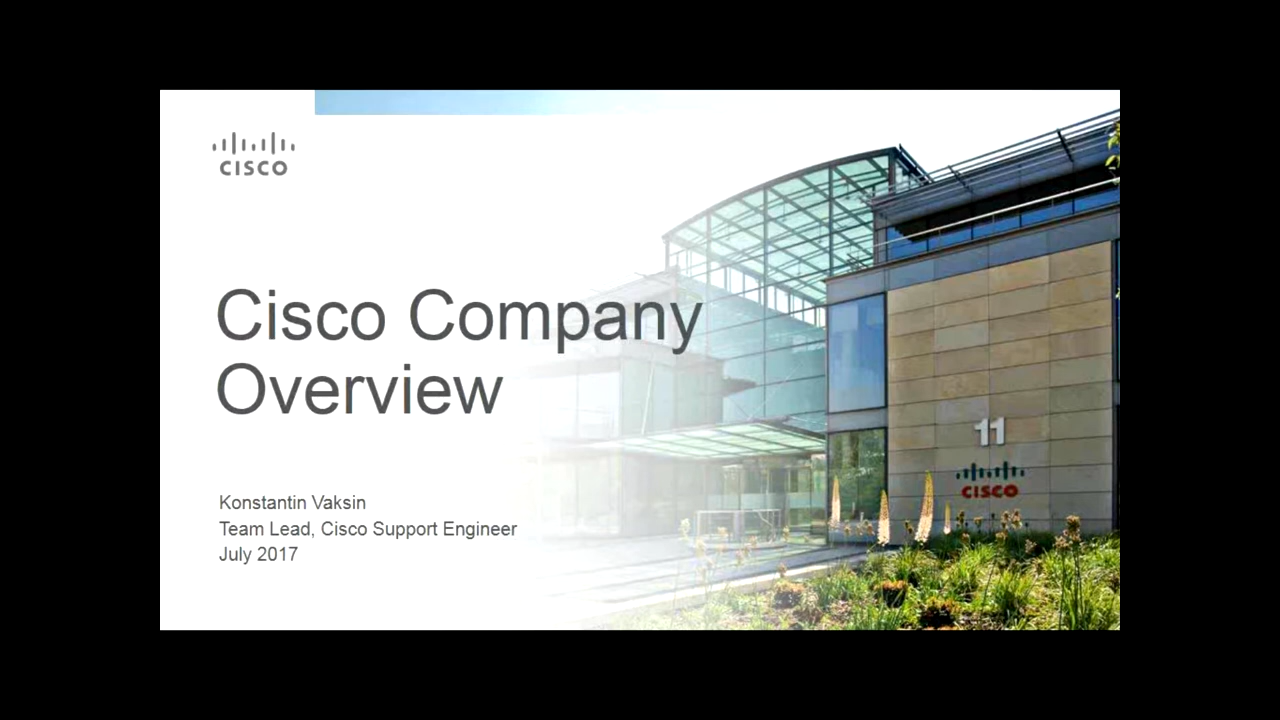 CISCO
Cisco Company
Overview
Konstantin Vaksin
Team Lead, Cisco Support Engineer
July 2017
11
CISCO